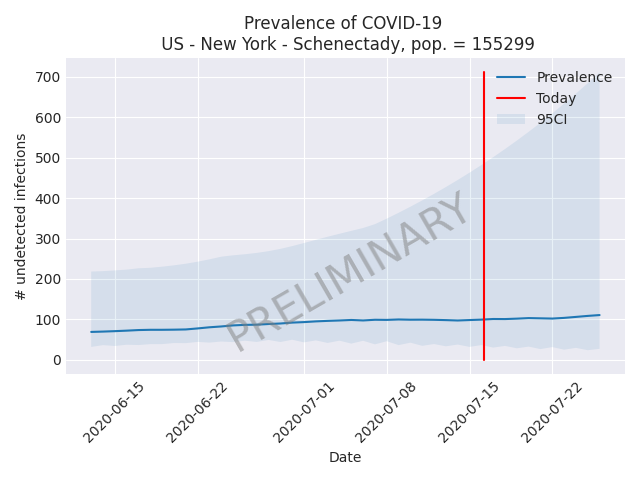 Prevalence of COVID-19
US - New York - Schenectady, pop. = 155299
700
600
500
400
300
200
100
0
# undetected infections
Prevalence
Today
95CI
PRELIMINARY
2020-06-15
2020-06-22
2020-07-01
2020-07-08
2020-07-15
2020-07-22
Date